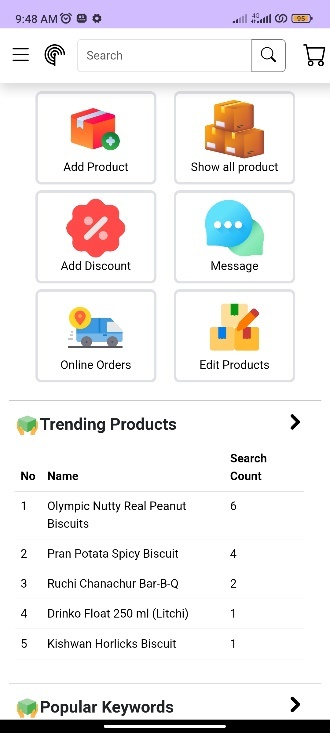 9:48 AM
4G
95
Search
Add Product
Show all product
Add Discount
Message
Online Orders
Edit Products
Trending Products
No Name Search Count
1 Olympic Nutty Real Peanut Biscuits 6
2 Pran Potata Spicy Biscuit 4
3 Ruchi Chanachur Bar-B-Q 2
4 Drinko Float 250 ml (Litchi) 1
5 Kishwan Horlicks Biscuit 1
Popular Keywords